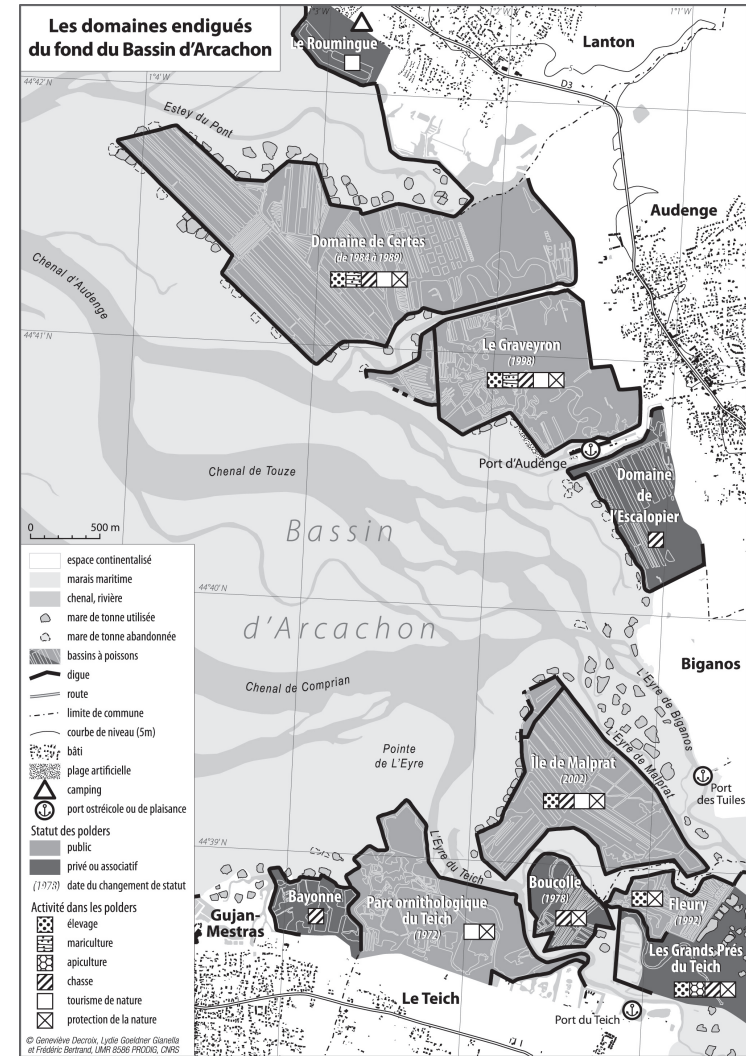 Les domaines endigués
du fond du Bassin d'Arcachon
1°3' W
1°2' W
1°1' W
44°42' N
1°4' W
Le Roumingue
Lanton
D3
5
Estey du Pont
Audenge
Domaine de Certes
(de 1984 à 1989)
Chenal d'Audenge
44°41' N
Le Graveyron
(1998)
Port d'Audenge
Chenal de Touze
Domaine
de
l'Escalopier
0 500 m
Bassin
d'Arcachon
44°40' N
Biganos
Chenal de Comprian
L'Eyre de Biganos
L'Eyre de Malprat
Pointe
de L'Eyre
Île de Malprat
(2002)
Port
des Tuiles
44°39' N
L'Eyre du Teich
Gujan-
Mestras
Bayonne
Parc ornithologique
du Teich
(1972)
Boucolle
(1978)
Fleury
(1992)
Les Grands Prés
du Teich
Le Teich
Port du Teich
espace continentalisé
marais maritime
chenal, rivière
mare de tonne utilisée
mare de tonne abandonnée
bassins à poissons
digue
route
limite de commune
courbe de niveau (5m)
bâti
plage artificielle
camping
port ostréicole ou de plaisance
Statut des polders
public
privé ou associatif
(1978) date du changement de statut
Activité dans les polders
élevage
mariculture
apiculture
chasse
tourisme de nature
protection de la nature
© Geneviève Decroix, Lydie Goeldner Gianella
et Frédéric Bertrand, UMR 8586 PRODIG, CNRS